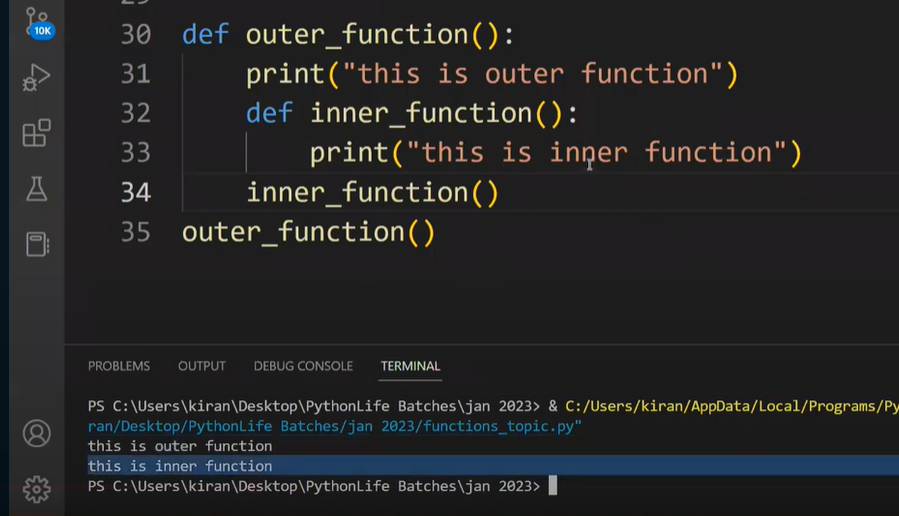 10K
29
30 def outer_function():
31     print("this is outer function")
32     def inner_function():
33         print("this is inner function")
34     inner_function()
35 outer_function()
PROBLEMS OUTPUT DEBUG CONSOLE TERMINAL
PS C:\Users\kiran\Desktop\PythonLife Batches\jan 2023> & C:/Users/kiran/AppData/Local/Programs/Py
ran/Desktop/PythonLife Batches/jan 2023/functions_topic.py"
this is outer function
this is inner function
PS C:\Users\kiran\Desktop\PythonLife Batches\jan 2023>